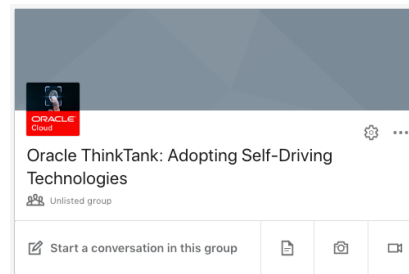 ORACLE
Cloud
Oracle ThinkTank: Adopting Self-Driving
Technologies
Unlisted group
Start a conversation in this group